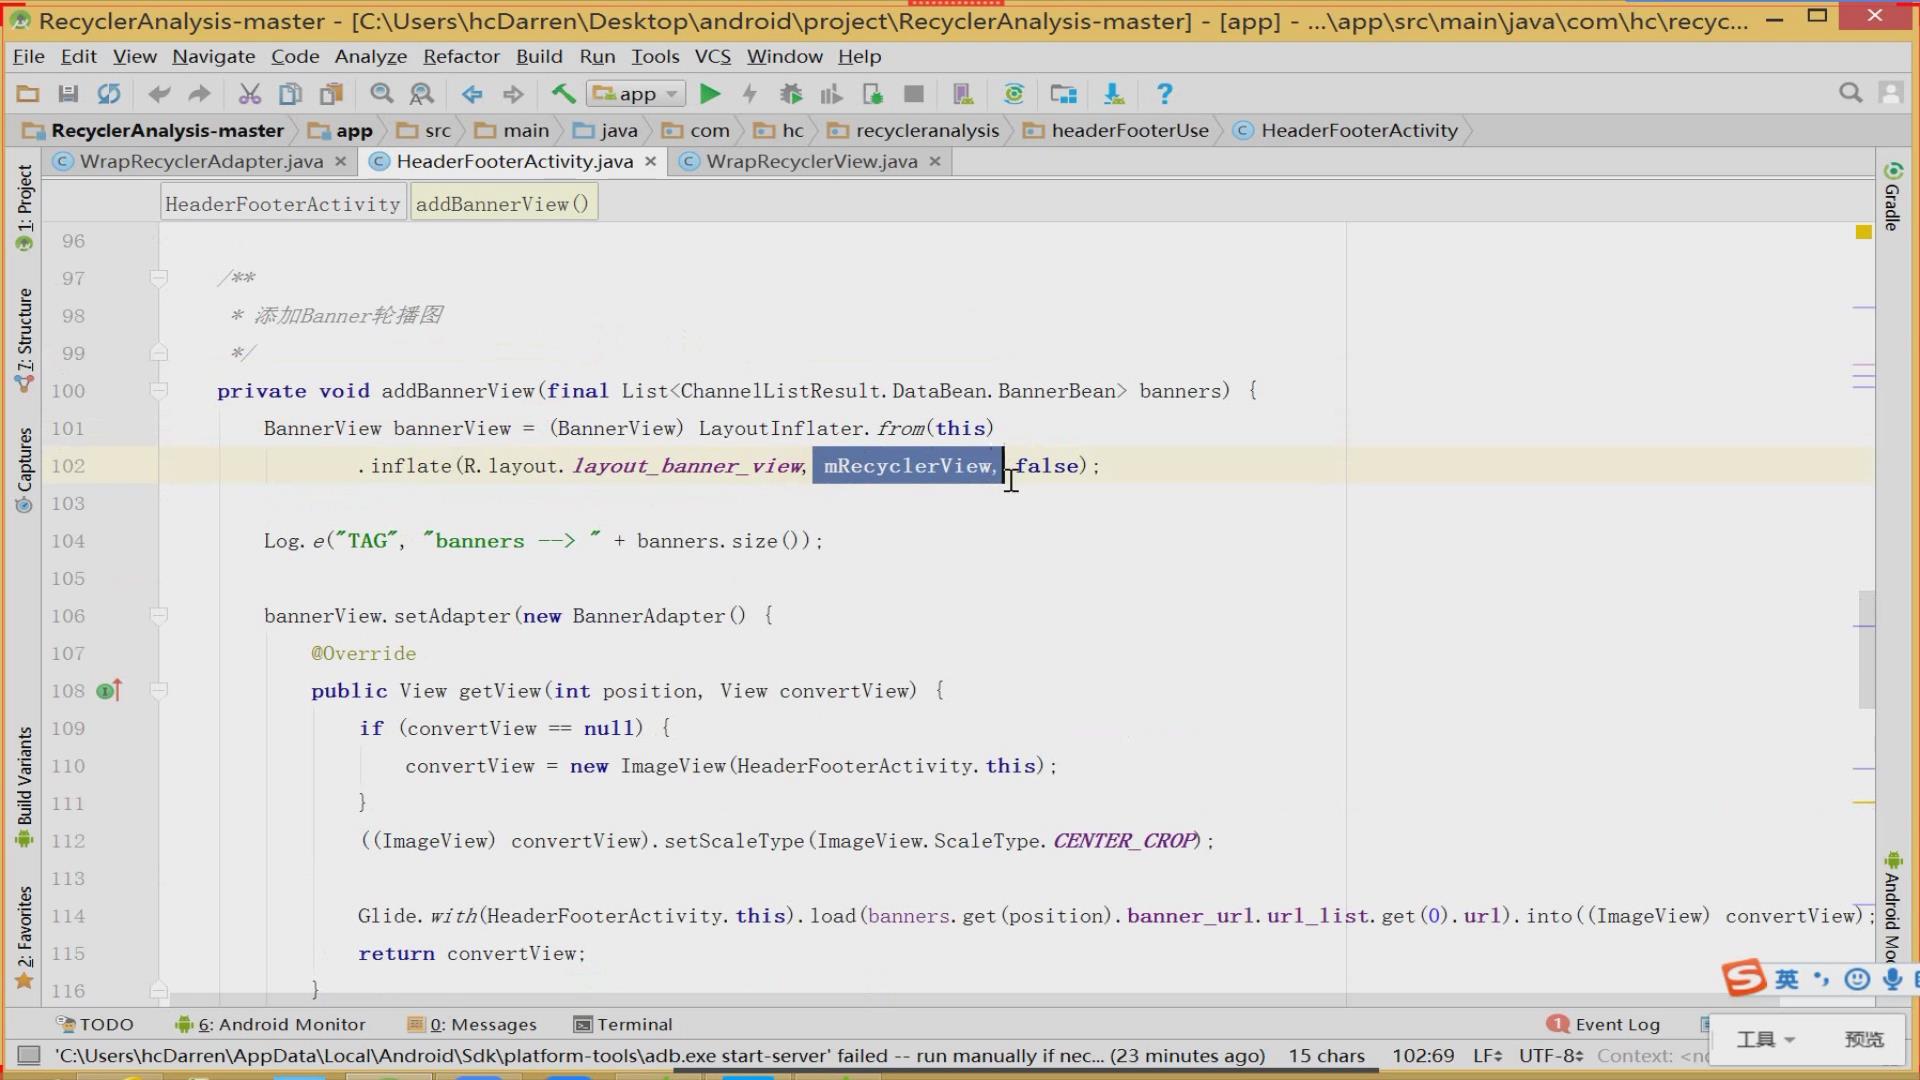 RecyclerAnalysis-master - [C:\Users\hcDarren\Desktop\android\project\RecyclerAnalysis-master] - [app] - ...\app\src\main\java\com\hc\recyc...
File Edit View Navigate Code Analyze Refactor Build Run Tools VCS Window Help
app
RecyclerAnalysis-master app src main java com hc recycleranalysis headerFooterUse HeaderFooterActivity
WrapRecyclerAdapter.java HeaderFooterActivity.java WrapRecyclerView.java
HeaderFooterActivity addBannerView()
1: Project
7: Structure
Captures
Build Variants
2: Favorites
Gradle
96
97 /**
98 * 添加Banner轮播图
99 */
100 private void addBannerView(final List<ChannelListResult.DataBean.BannerBean> banners) {
101 BannerView bannerView = (BannerView) LayoutInflater.from(this)
102 .inflate(R.layout.layout_banner_view, mRecyclerView, false);
103
104 Log.e("TAG", "banners --> " + banners.size());
105
106 bannerView.setAdapter(new BannerAdapter() {
107 @Override
108 public View getView(int position, View convertView) {
109 if (convertView == null) {
110 convertView = new ImageView(HeaderFooterActivity.this);
111 }
112 ((ImageView) convertView).setScaleType(ImageView.ScaleType.CENTER_CROP);
113
114 Glide.with(HeaderFooterActivity.this).load(banners.get(position).banner_url.url_list.get(0).url).into((ImageView) convertView);
115 return convertView;
116 }
Android Mo
英
TODO 6: Android Monitor 0: Messages Terminal 1 Event Log
工具 预览
'C:\Users\hcDarren\AppData\Local\Android\Sdk\platform-tools\adb.exe start-server' failed -- run manually if nec... (23 minutes ago) 15 chars 102:69 LF UTF-8 Context: <no